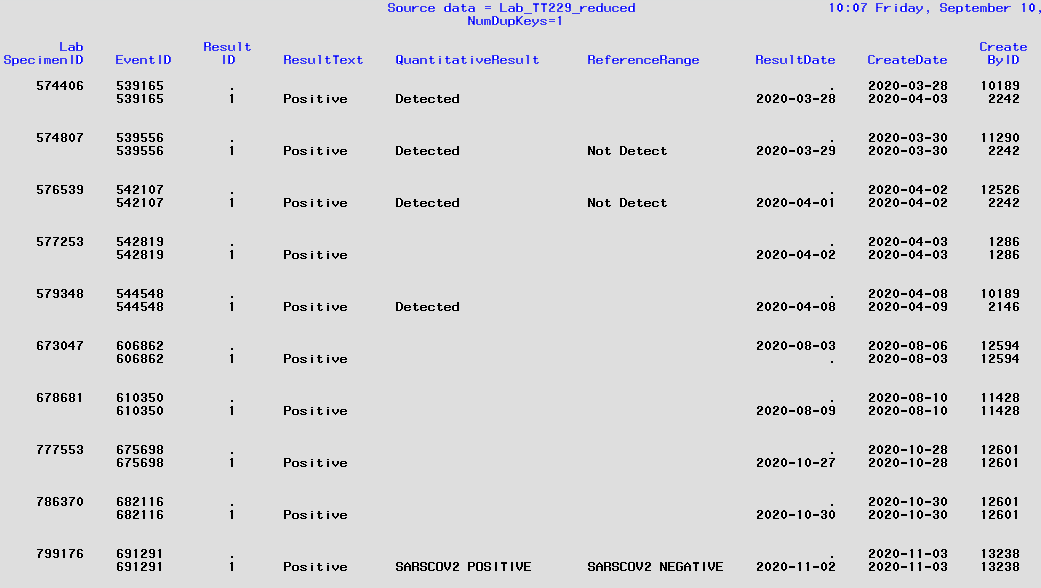 Source data = Lab_TT229_reduced 10:07 Friday, September 10,
NumDupKeys=1
Lab Result Create
SpecimenID EventID ID ResultText QuantitativeResult ReferenceRange ResultDate CreateDate ByID
574406 539165 . . 2020-03-28 10189
539165 1 Positive Detected 2020-03-28 2020-04-03 2242
574807 539556 . . 2020-03-30 11290
539556 1 Positive Detected Not Detect 2020-03-29 2020-03-30 2242
576539 542107 . . 2020-04-02 12526
542107 1 Positive Detected Not Detect 2020-04-01 2020-04-02 2242
577253 542819 . . 2020-04-03 1286
542819 1 Positive 2020-04-02 2020-04-03 1286
579348 544548 . . 2020-04-08 10189
544548 1 Positive Detected 2020-04-08 2020-04-09 2146
673047 606862 . 2020-08-03 2020-08-06 12594
606862 1 Positive . 2020-08-03 12594
678681 610350 . . 2020-08-10 11428
610350 1 Positive 2020-08-09 2020-08-10 11428
777553 675698 . . 2020-10-28 12601
675698 1 Positive 2020-10-27 2020-10-28 12601
786370 682116 . . 2020-10-30 12601
682116 1 Positive 2020-10-30 2020-10-30 12601
799176 691291 . . 2020-11-03 13238
691291 1 Positive SARSCOV2 POSITIVE SARSCOV2 NEGATIVE 2020-11-02 2020-11-03 13238